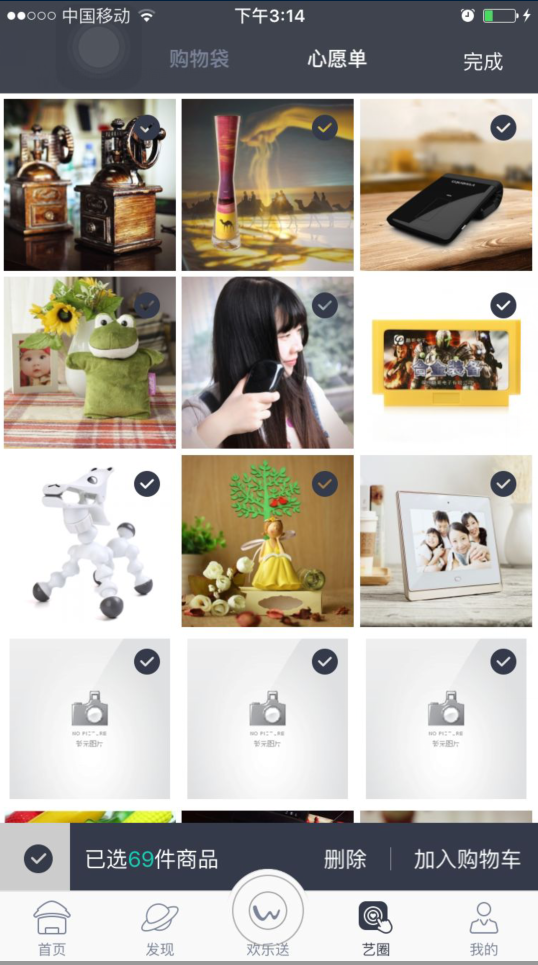 中国移动
下午3:14
购物袋
心愿单
完成
NO PICTURE
暂无图片
NO PICTURE
暂无图片
NO PICTURE
暂无图片
已选69件商品
删除
加入购物车
首页
发现
欢乐送
艺圈
我的